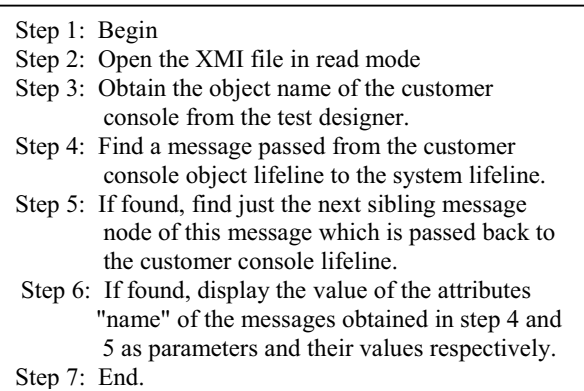 Step 1: Begin
Step 2: Open the XMI file in read mode
Step 3: Obtain the object name of the customer
console from the test designer.
Step 4: Find a message passed from the customer
console object lifeline to the system lifeline.
Step 5: If found, find just the next sibling message
node of this message which is passed back to
the customer console lifeline.
Step 6: If found, display the value of the attributes
"name" of the messages obtained in step 4 and
5 as parameters and their values respectively.
Step 7: End.